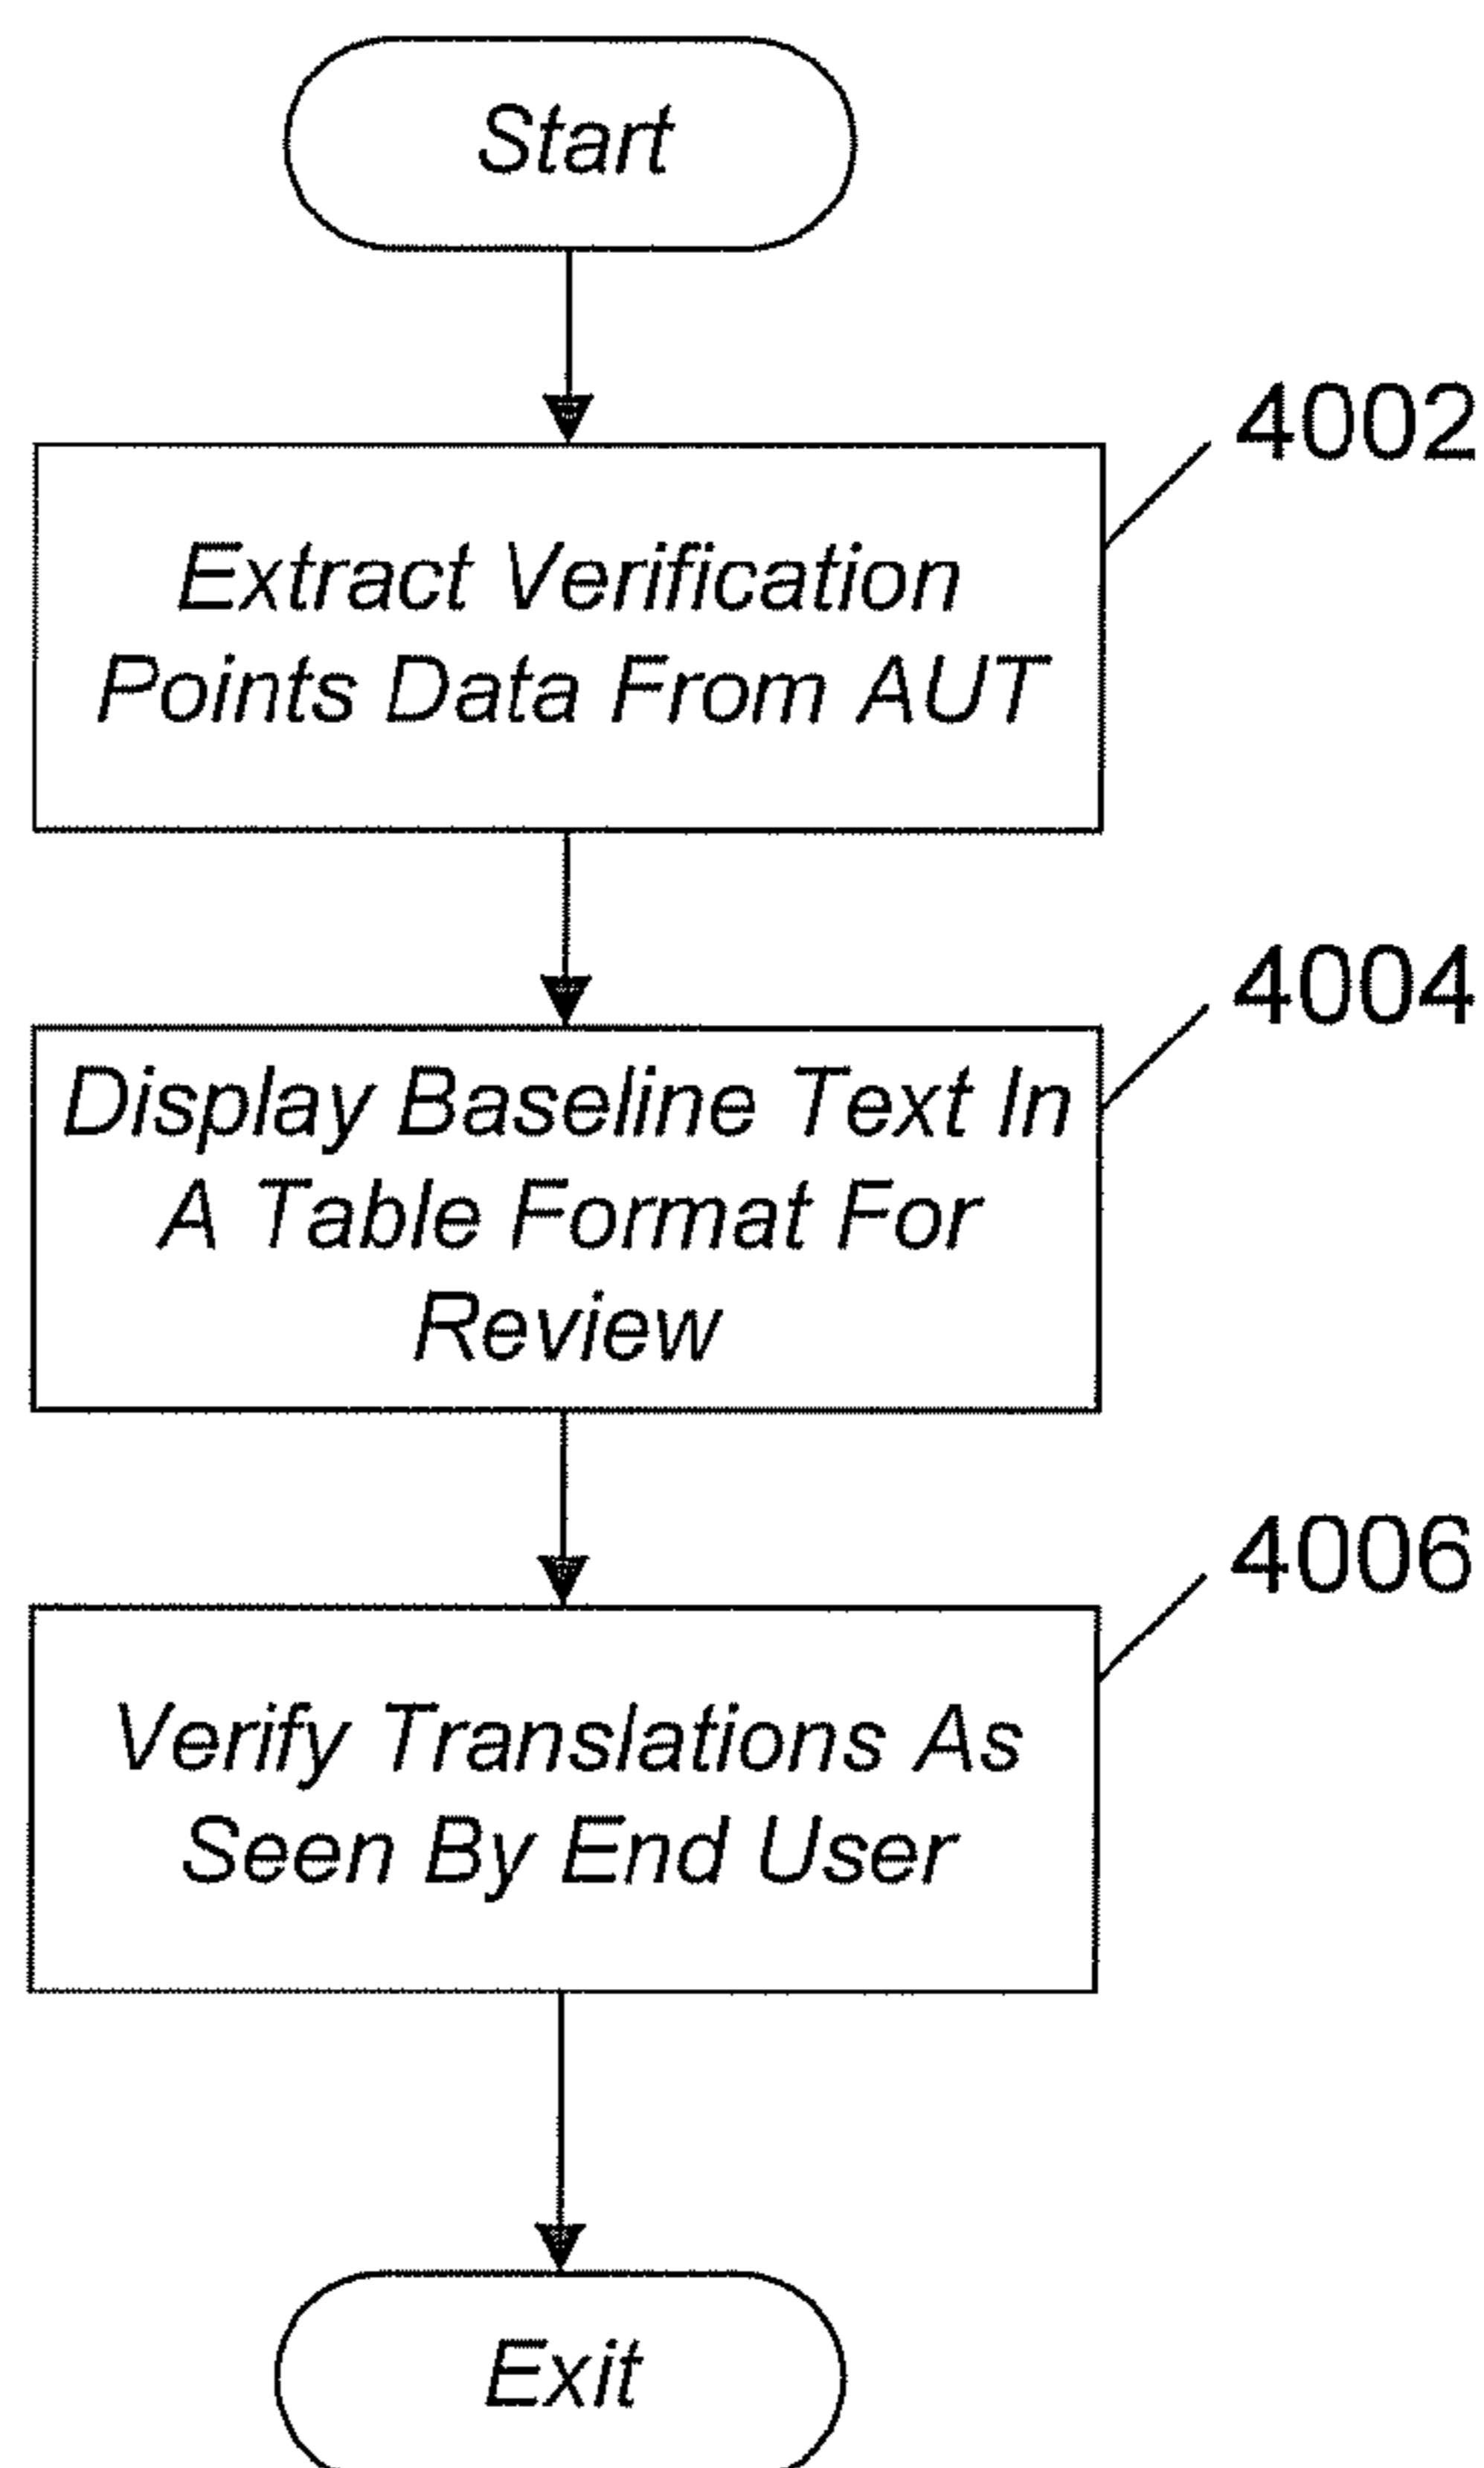 Start
4002
Extract Verification
Points Data From AUT
4004
Display Baseline Text In
A Table Format For
Review
4006
Verify Translations As
Seen By End User
Exit